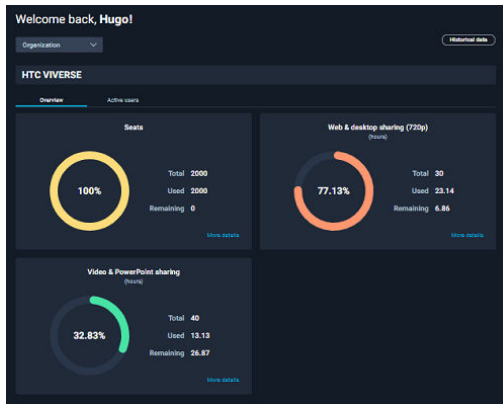 Welcome back, Hugo!
Organization
Historical data
HTC VIVERSE
Overview
Active users
Seats
100%
Total 2000
Used 2000
Remaining 0
More details
Web & desktop sharing (720p)
(hours)
77.13%
Total 30
Used 23.14
Remaining 6.86
More details
Video & PowerPoint sharing
(hours)
32.83%
Total 40
Used 13.13
Remaining 26.87
More details